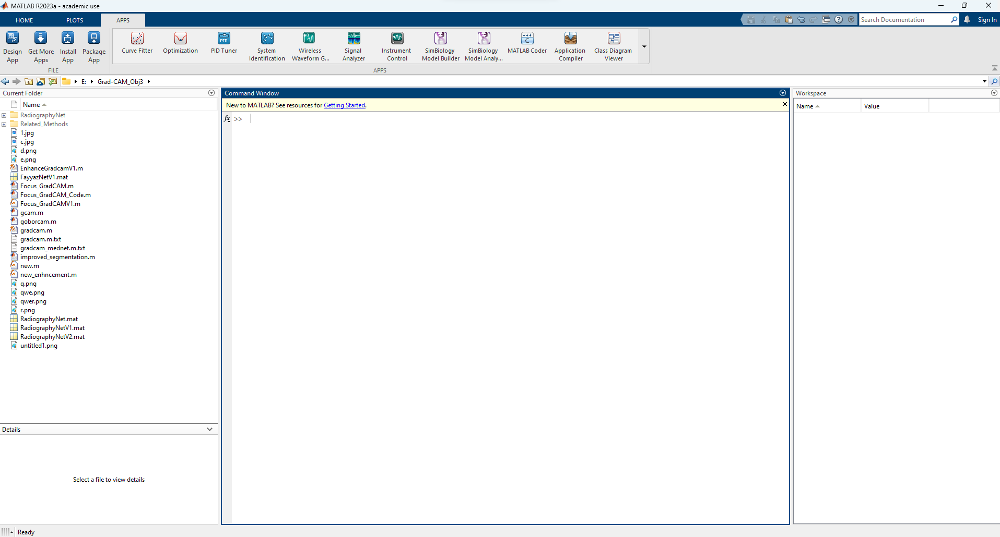 MATLAB R2023a - academic use
HOME PLOTS APPS
Search Documentation
Sign In
Design App
Get More Apps
Install App
Package App
FILE
Curve Fitter
Optimization
PID
PID Tuner
System Identification
Wireless Waveform G...
Signal Analyzer
Instrument Control
SimBiology Model Builder
SimBiology Model Analy...
C
MATLAB Coder
Application Compiler
Class Diagram Viewer
APPS
E: Grad-CAM_Obj3
Current Folder
Name
RadiographyNet
Related_Methods
1.jpg
c.jpg
d.png
e.png
EnhanceGradcamV1.m
FayyazNetV1.mat
Focus_GradCAM.m
Focus_GradCAM_Code.m
Focus_GradCAMV1.m
gcam.m
goborcam.m
gradcam.m
gradcam.m.txt
gradcam_mednet.m.txt
improved_segmentation.m
new.m
new_enhncement.m
q.png
qwe.png
qwer.png
r.png
RadiographyNet.mat
RadiographyNetV1.mat
RadiographyNetV2.mat
untitled1.png
Details
Select a file to view details
Command Window
New to MATLAB? See resources for Getting Started.
fx >>
Workspace
Name Value
Ready